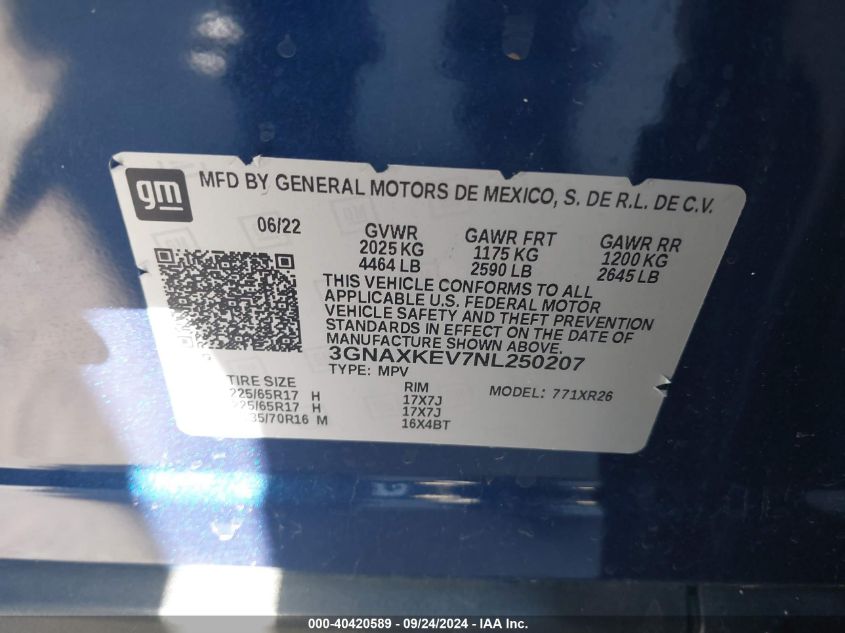 gm
MFD BY GENERAL MOTORS DE MEXICO, S. DE R.L. DE C.V.
06/22
GVWR GAWR FRT GAWR RR
2025 KG 1175 KG 1200 KG
4464 LB 2590 LB 2645 LB
THIS VEHICLE CONFORMS TO ALL
APPLICABLE U.S. FEDERAL MOTOR
VEHICLE SAFETY AND THEFT PREVENTION
STANDARDS IN EFFECT ON THE DATE OF
MANUFACTURE SHOWN ABOVE.
3GNAXKEV7NL250207
TYPE: MPV
TIRE SIZE RIM MODEL: 771XR26
225/65R17 H 17X7J
225/65R17 H 17X7J
35/70R16 M 16X4BT
000-40420589 - 09/24/2024 - IAA Inc.